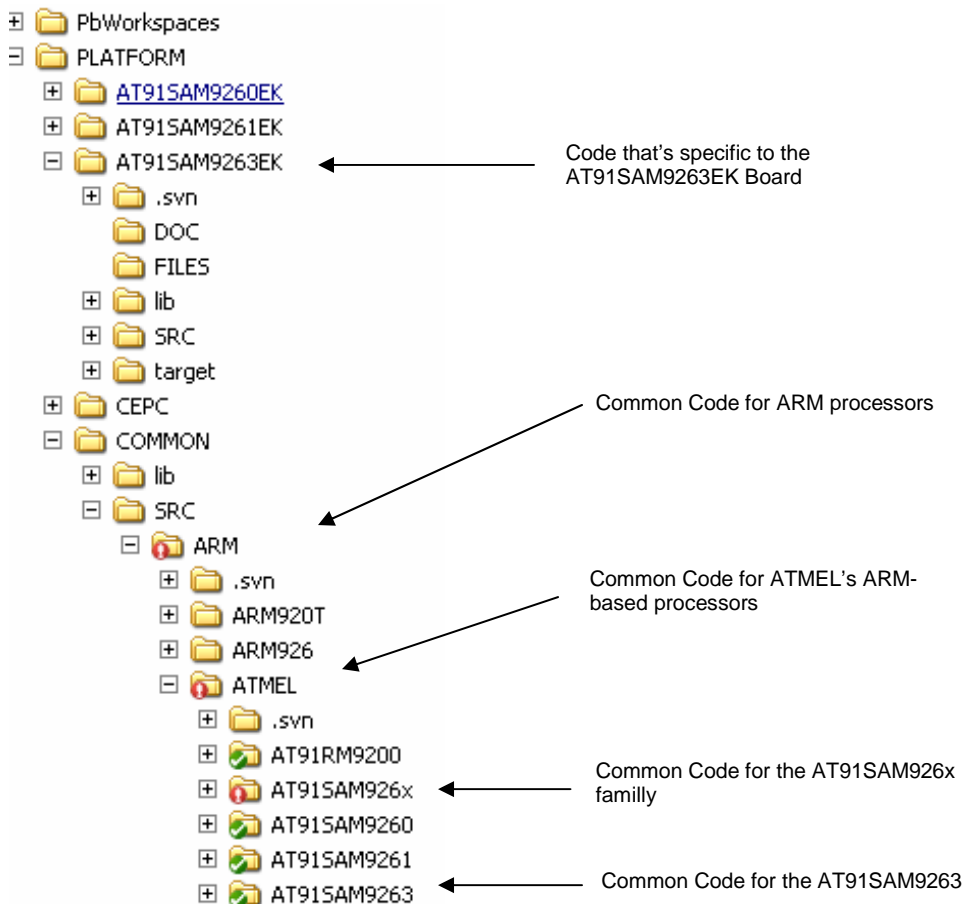 PbWorkspaces
PLATFORM
AT91SAM9260EK
AT91SAM9261EK
AT91SAM9263EK
Code that's specific to the
AT91SAM9263EK Board
.svn
DOC
FILES
lib
SRC
target
CEPC
Common Code for ARM processors
COMMON
lib
SRC
ARM
.svn
Common Code for ATMEL's ARM-
based processors
ARM920T
ARM926
ATMEL
.svn
AT91RM9200
AT91SAM926x
Common Code for the AT91SAM926x
familly
AT91SAM9260
AT91SAM9261
AT91SAM9263
Common Code for the AT91SAM9263